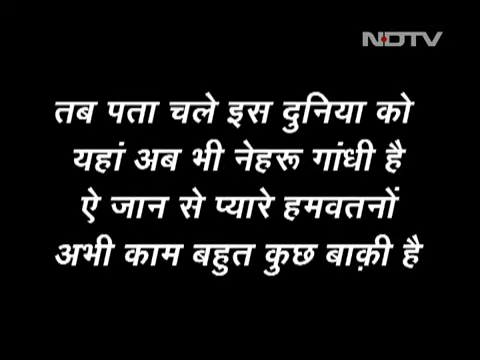 NDTV
तब पता चले इस दुनिया को
यहां अब भी नेहरू गांधी है
ऐ जान से प्यारे हमवतनों
अभी काम बहुत कुछ बाक़ी है